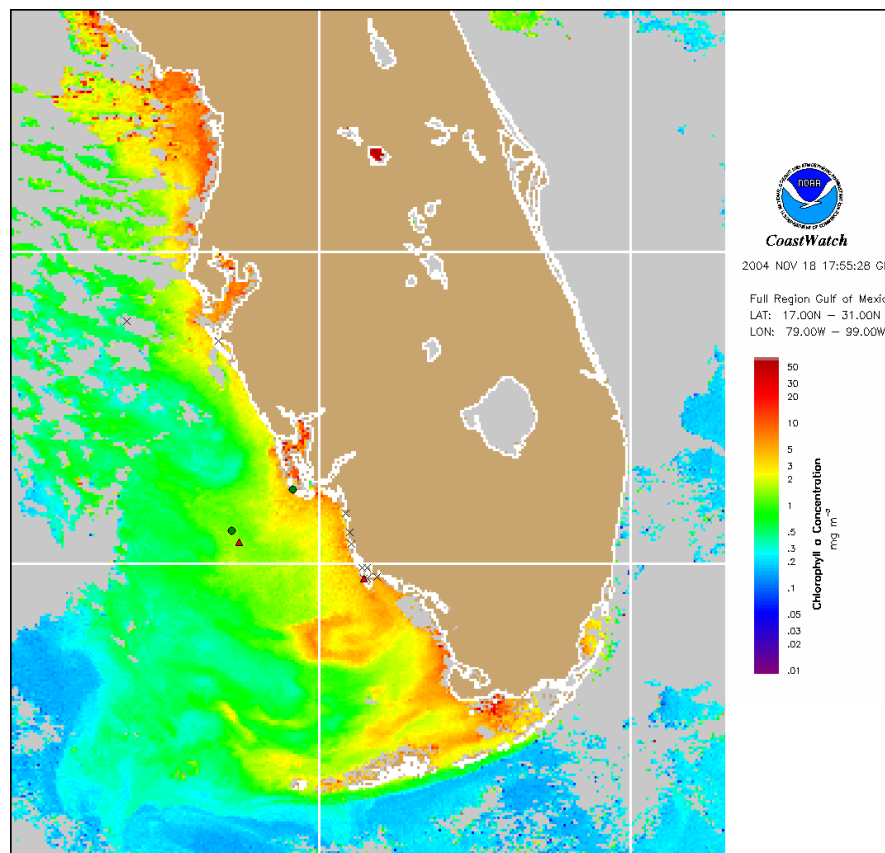 NOAA
CoastWatch
2004 NOV 18 17:55:28 G
Full Region Gulf of Mexic
LAT: 17.00N – 31.00N
LON: 79.00W – 99.00W
50
30
20
10
5
3
2
1
.5
.3
.2
.1
.05
.03
.02
.01
Chlorophyll a Concentration
mg m⁻³